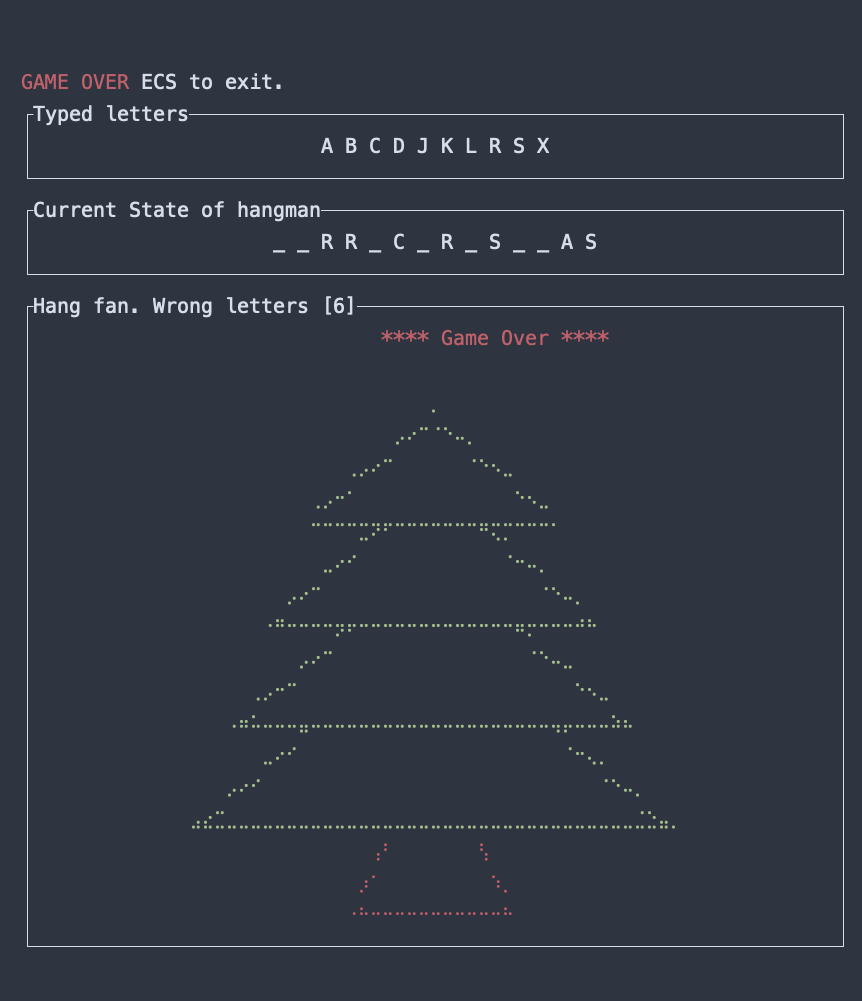 GAME OVER ECS to exit.
Typed letters
A B C D J K L R S X
Current State of hangman
_ _ R R _ C _ R _ S _ _ A S
Hang fan. Wrong letters [6]
**** Game Over ****